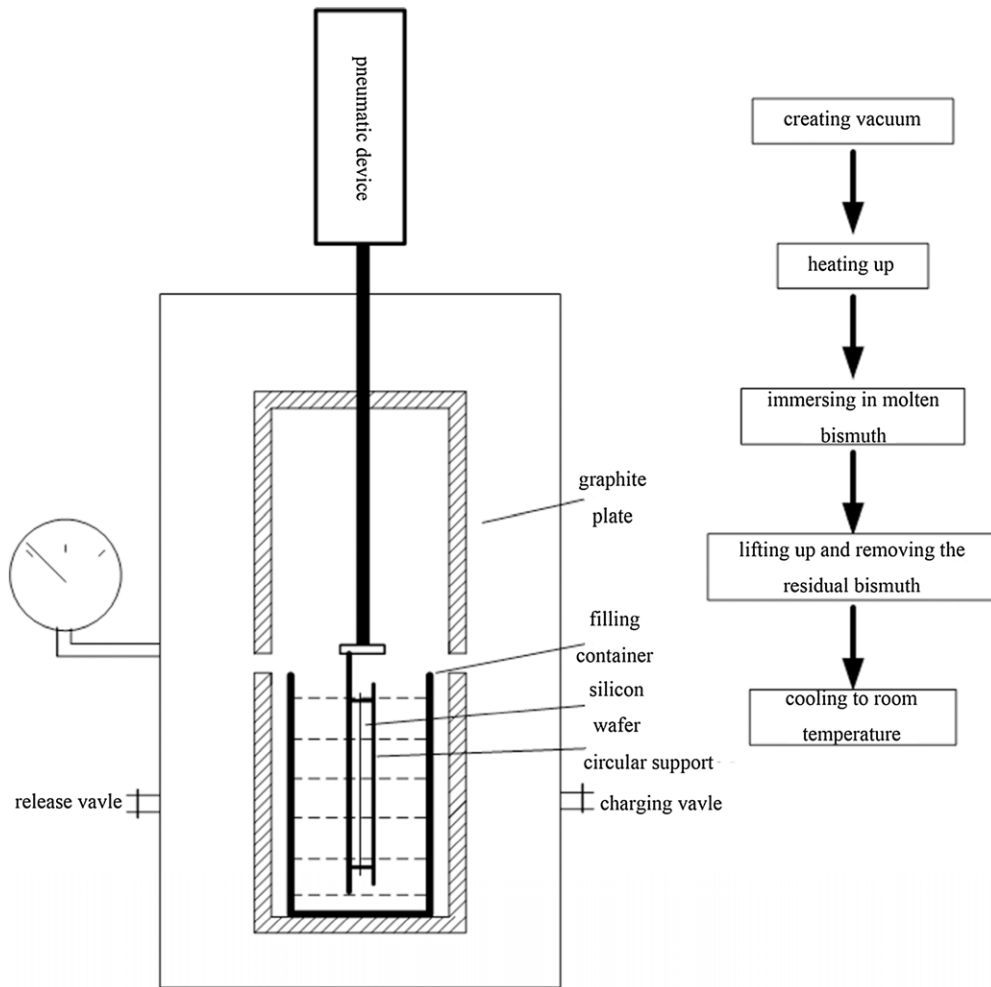 pneumatic device
graphite
plate
filling
container
silicon
wafer
circular support
release vavle
charging vavle
creating vacuum
heating up
immersing in molten
bismuth
lifting up and removing the
residual bismuth
cooling to room
temperature